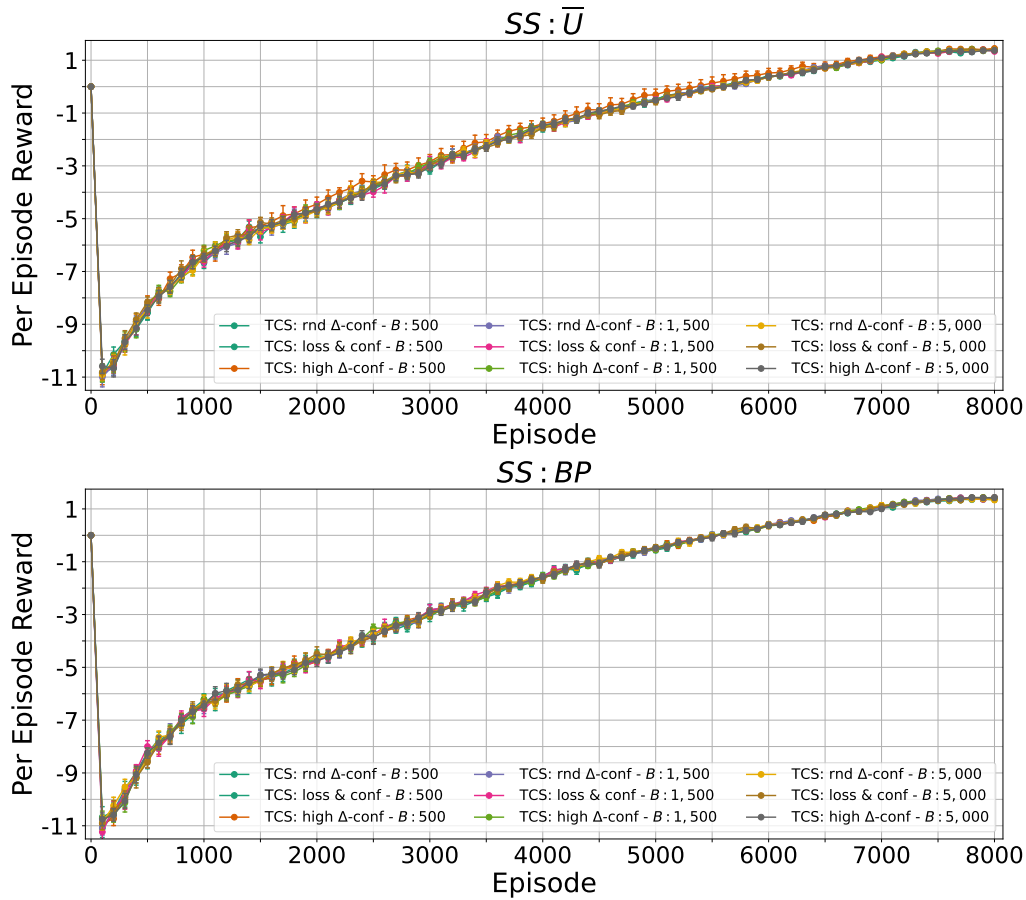 SS : U̅
Per Episode Reward
1
-1
-3
-5
-7
-9
-11
TCS: rnd Δ-conf - B : 500
TCS: loss & conf - B : 500
TCS: high Δ-conf - B : 500
TCS: rnd Δ-conf - B : 1, 500
TCS: loss & conf - B : 1, 500
TCS: high Δ-conf - B : 1, 500
TCS: rnd Δ-conf - B : 5, 000
TCS: loss & conf - B : 5, 000
TCS: high Δ-conf - B : 5, 000
0 1000 2000 3000 4000 5000 6000 7000 8000
Episode
SS : BP
Per Episode Reward
1
-1
-3
-5
-7
-9
-11
TCS: rnd Δ-conf - B : 500
TCS: loss & conf - B : 500
TCS: high Δ-conf - B : 500
TCS: rnd Δ-conf - B : 1, 500
TCS: loss & conf - B : 1, 500
TCS: high Δ-conf - B : 1, 500
TCS: rnd Δ-conf - B : 5, 000
TCS: loss & conf - B : 5, 000
TCS: high Δ-conf - B : 5, 000
0 1000 2000 3000 4000 5000 6000 7000 8000
Episode